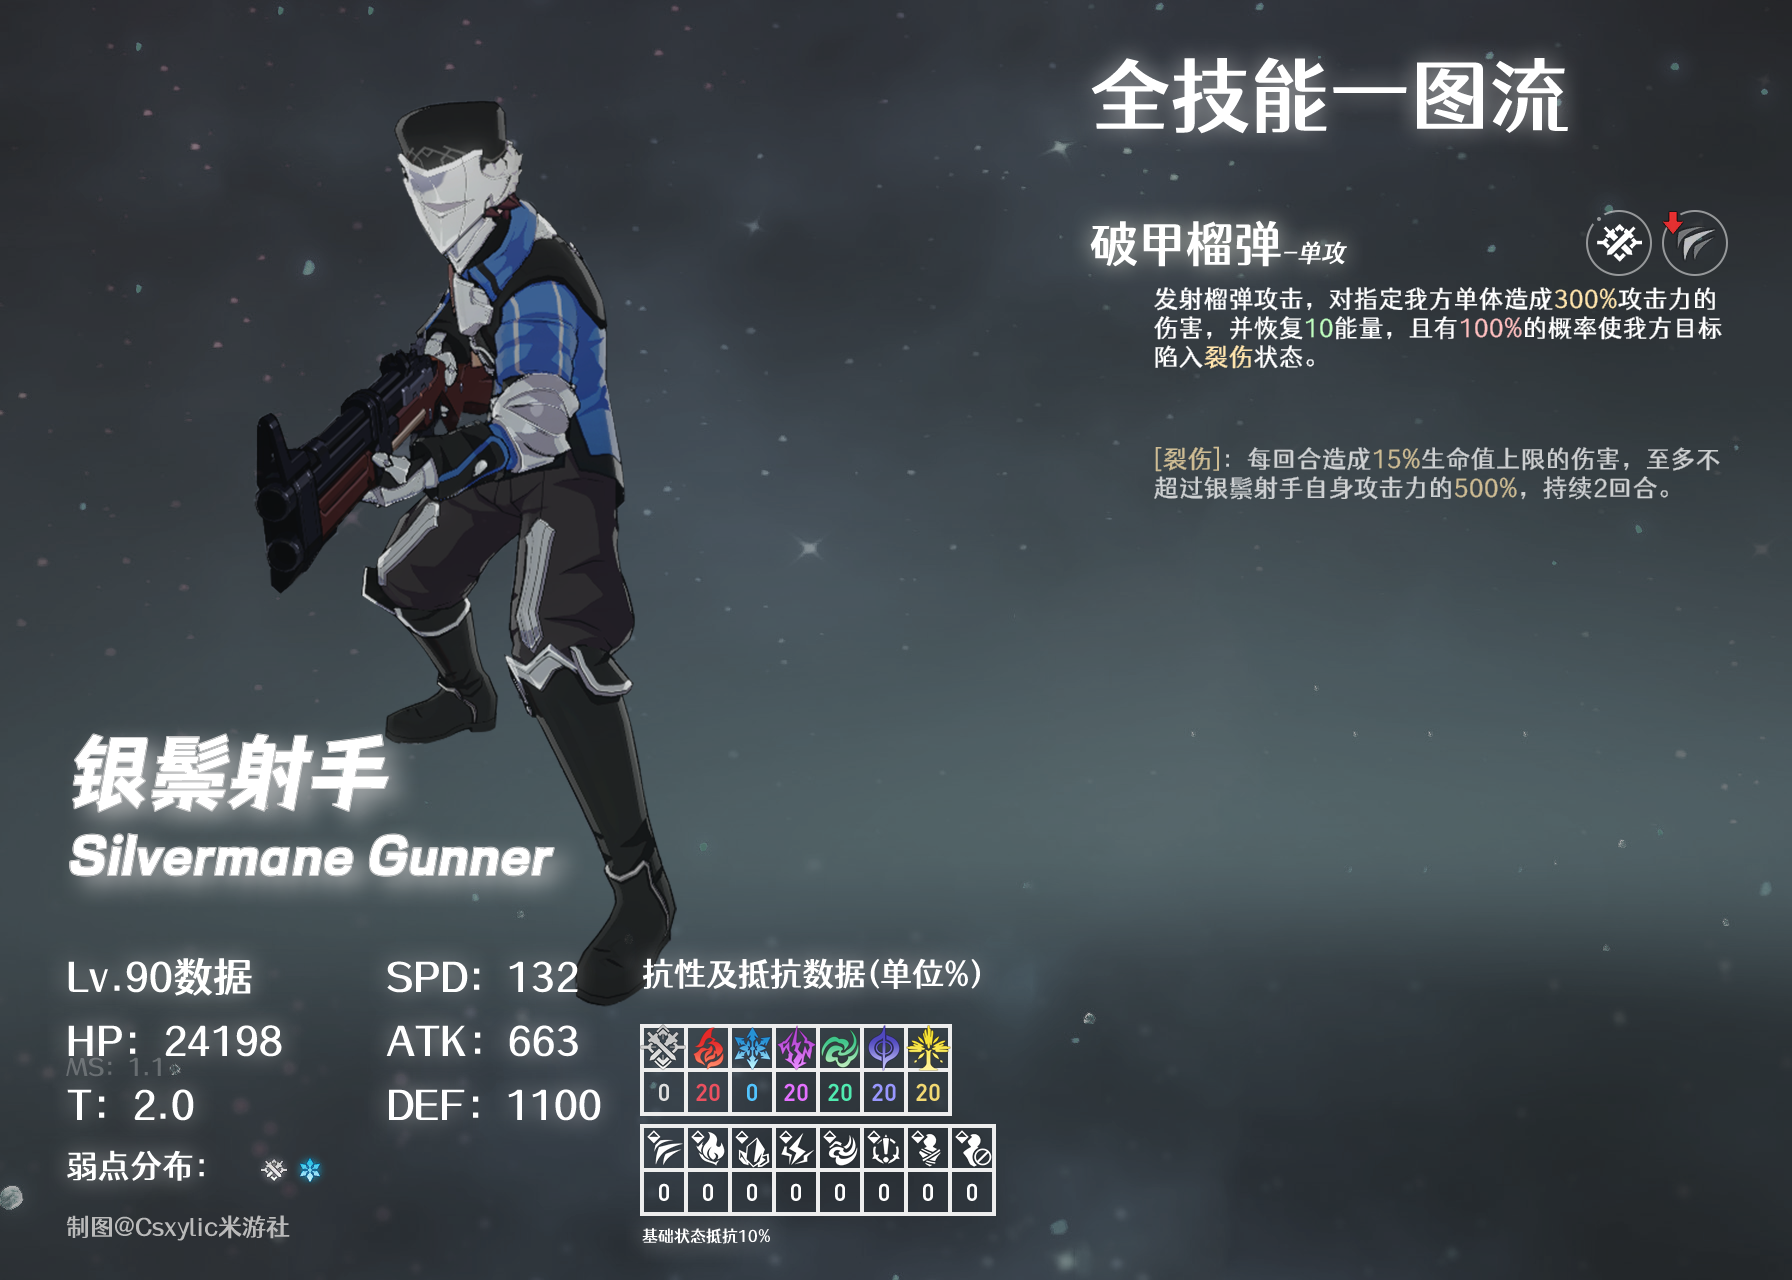 全技能一图流
破甲榴弹-单攻
发射榴弹攻击，对指定我方单体造成300%攻击力的
伤害，并恢复10能量，且有100%的概率使我方目标
陷入裂伤状态。
[裂伤]：每回合造成15%生命值上限的伤害，至多不
超过银鬃射手自身攻击力的500%，持续2回合。
银鬃射手
Silvermane Gunner
Lv.90数据
SPD：132
HP：24198
ATK：663
MS：1.1
T：2.0
DEF：1100
弱点分布：
制图@Csxylic米游社
抗性及抵抗数据(单位%)
0 20 0 20 20 20 20
0 0 0 0 0 0 0 0
基础状态抵抗10%